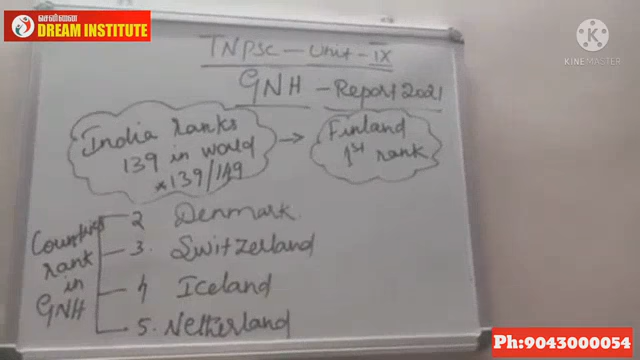 சென்னை
DREAM INSTITUTE
KINEMASTER
TNPSC - Unit - IX
GNH - Report 2021
India ranks
139 in world
*139/149
Finland
1st rank
Countries
rank
in
GNH
2 Denmark
3. Switzerland
4 Iceland
5. Netherland
Ph:9043000054